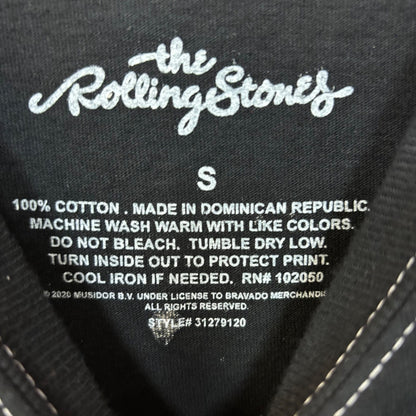 the
Rolling Stones
S
100% COTTON . MADE IN DOMINICAN REPUBLIC.
MACHINE WASH WARM WITH LIKE COLORS.
DO NOT BLEACH. TUMBLE DRY LOW.
TURN INSIDE OUT TO PROTECT PRINT.
COOL IRON IF NEEDED. RN# 102050
© 2020 MUSIDOR B.V. UNDER LICENSE TO BRAVADO
ALL RIGHTS RESERVED.
STYLE# 31279120